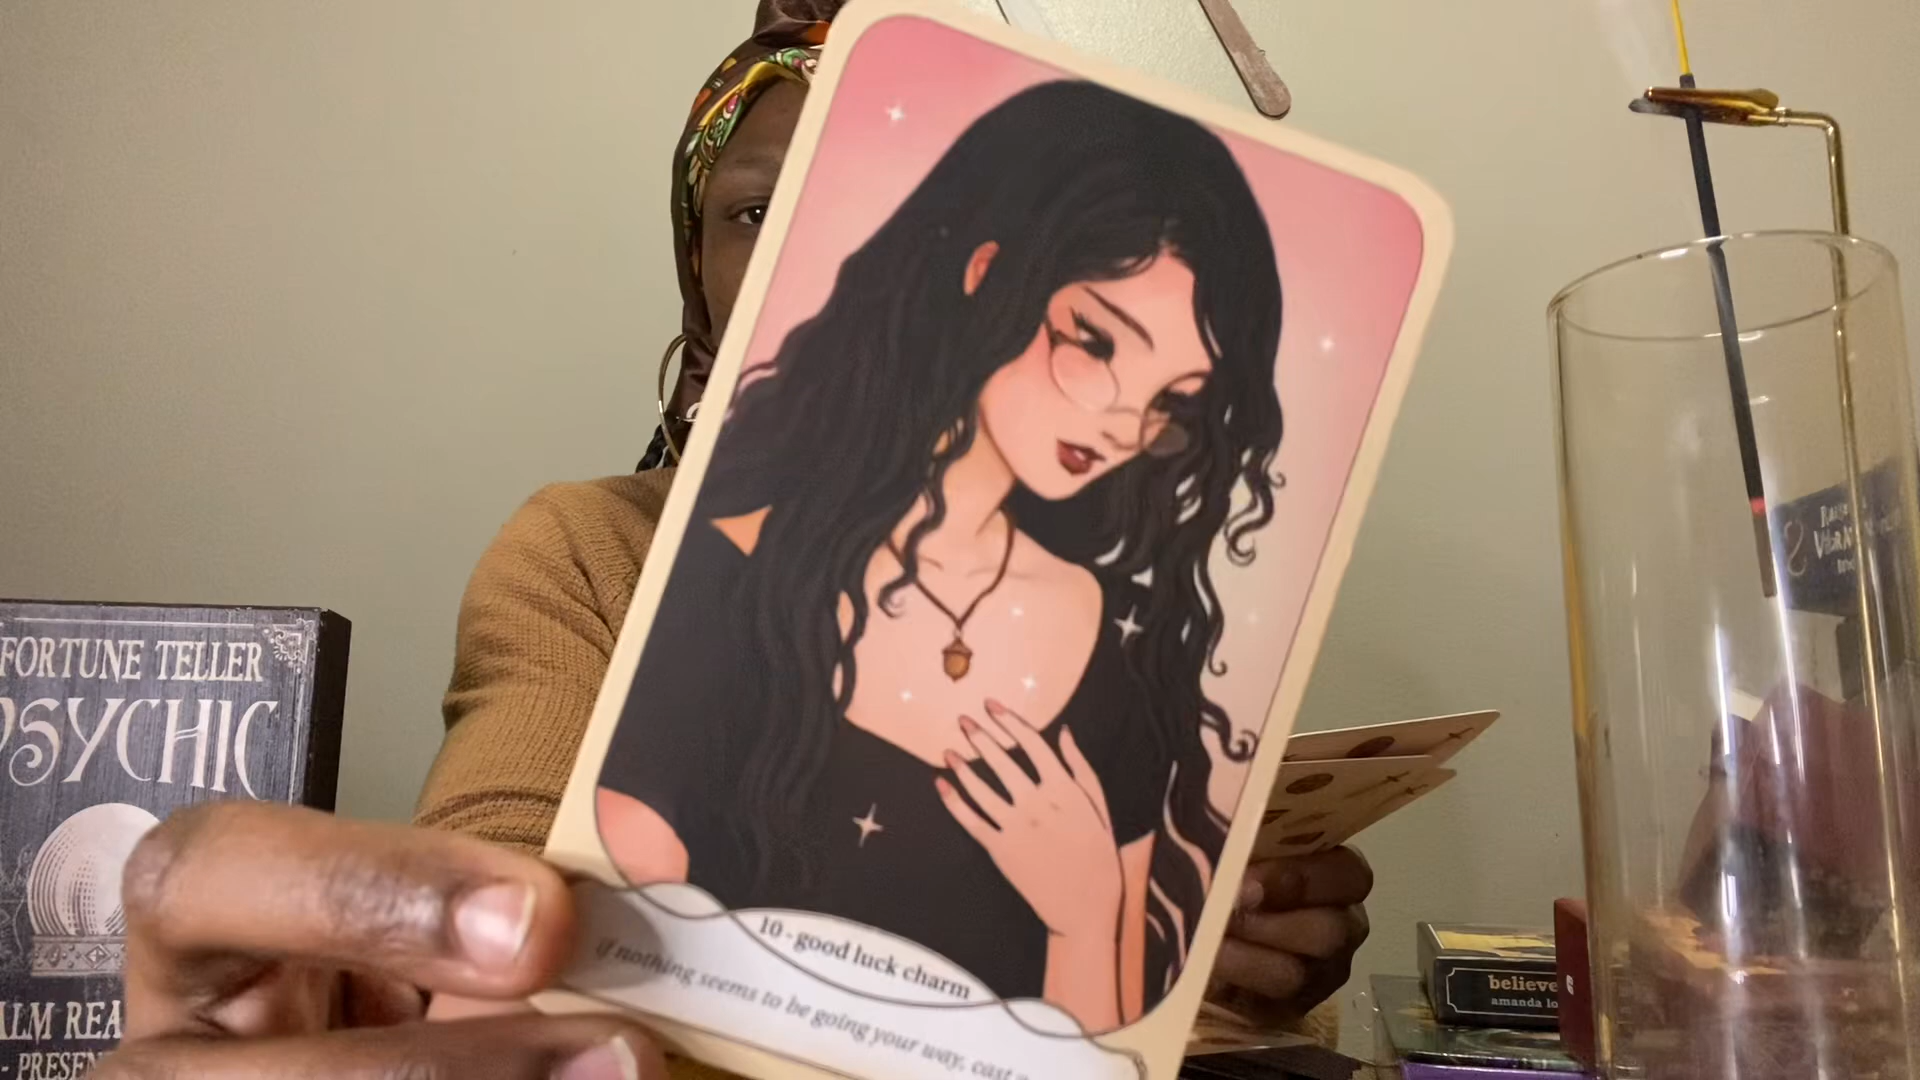 FORTUNE TELLER
PSYCHIC
PALM REA
- PRESEN
10 - good luck charm
if nothing seems to be going your way, cast a
believe
amanda lo